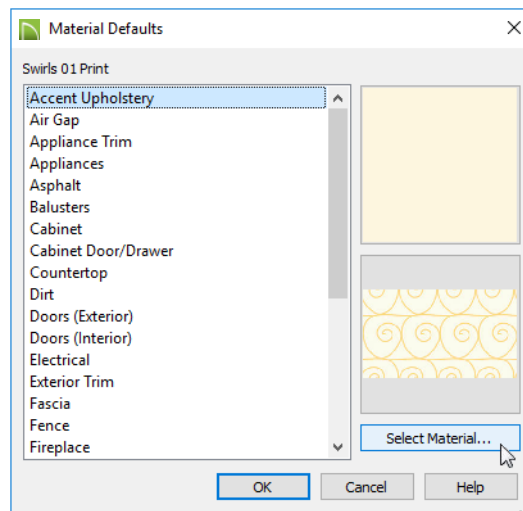 Material Defaults
Swirls 01 Print
Accent Upholstery
Air Gap
Appliance Trim
Appliances
Asphalt
Balusters
Cabinet
Cabinet Door/Drawer
Countertop
Dirt
Doors (Exterior)
Doors (Interior)
Electrical
Exterior Trim
Fascia
Fence
Fireplace
Select Material...
OK
Cancel
Help